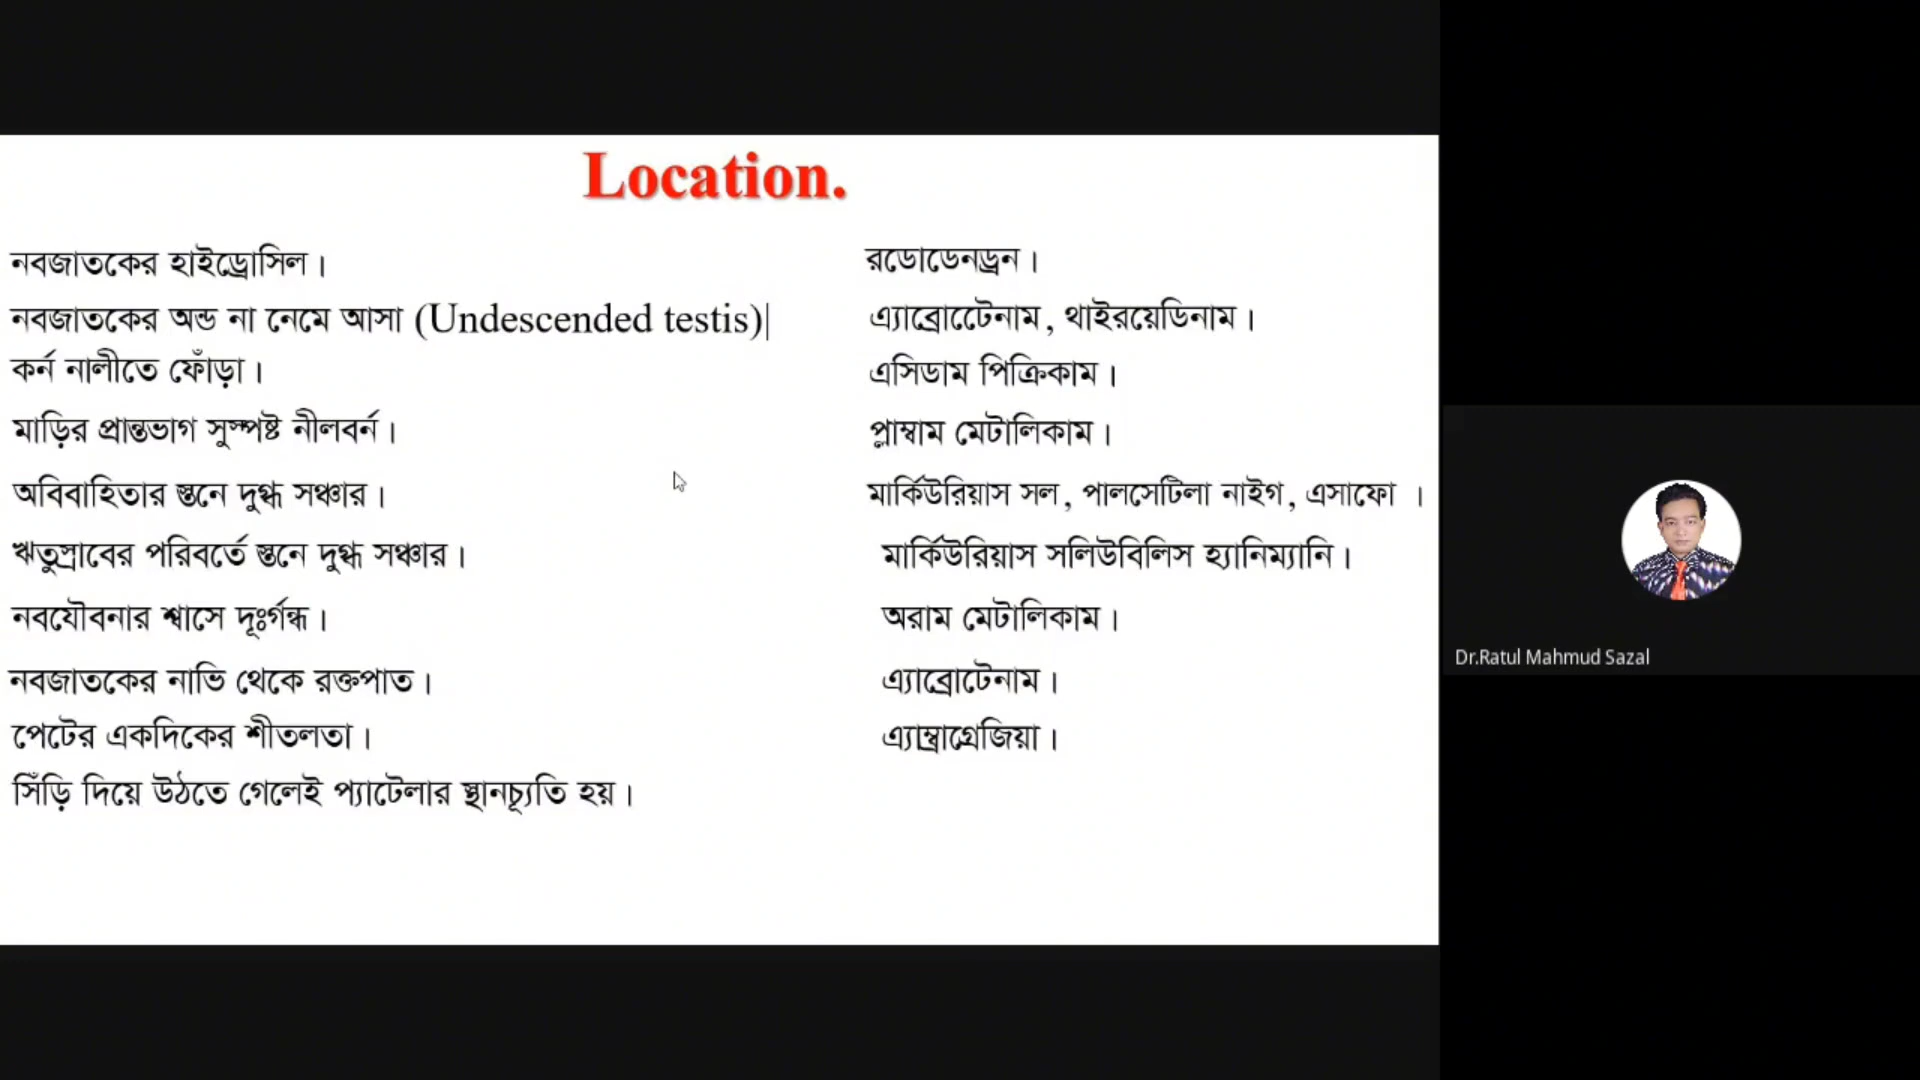 Location.
নবজাতকের হাইড্রোসিল। রডোডেনড্রন।
নবজাতকের অন্ড না নেমে আসা (Undescended testis)| এ্যাব্রোটেনাম, থাইরয়েডিনাম।
কর্ন নালীতে ফোঁড়া। এসিডাম পিক্রিকাম।
মাড়ির প্রান্তভাগ সুস্পষ্ট নীলবর্ন। প্লাম্বাম মেটালিকাম।
অবিবাহিতার স্তনে দুগ্ধ সঞ্চার। মার্কিউরিয়াস সল, পালসেটিলা নাইগ, এসাফো ।
ঋতুস্রাবের পরিবর্তে স্তনে দুগ্ধ সঞ্চার। মার্কিউরিয়াস সলিউবিলিস হ্যানিম্যানি।
নবযৌবনার শ্বাসে দূঃর্গন্ধ। অরাম মেটালিকাম।
নবজাতকের নাভি থেকে রক্তপাত। এ্যাব্রোটেনাম।
পেটের একদিকের শীতলতা। এ্যাম্ব্রাগ্রেজিয়া।
সিঁড়ি দিয়ে উঠতে গেলেই প্যাটেলার স্থানচ্যূতি হয়।
Dr.Ratul Mahmud Sazal